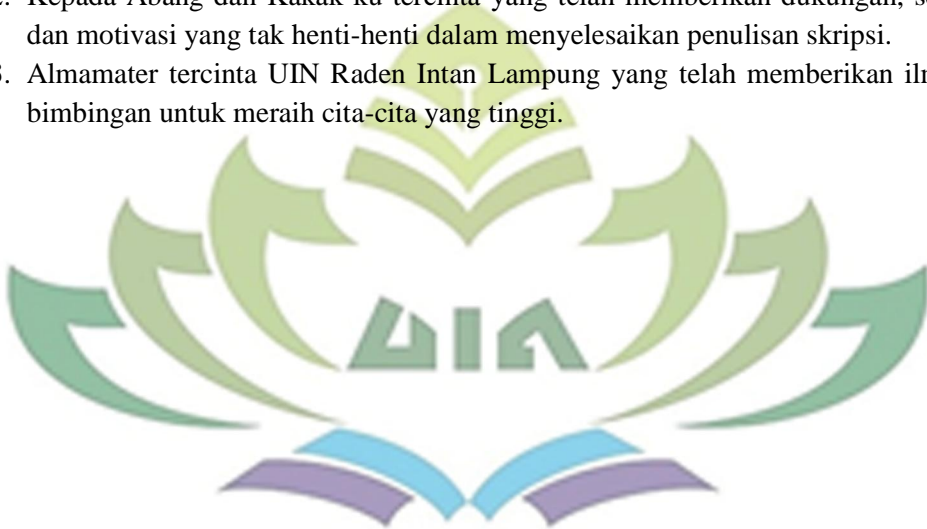 2. Kepada Abang dan Kakak ku tercinta yang telah memberikan dukungan,
dan motivasi yang tak henti-henti dalam menyelesaikan penulisan skripsi.
3. Almamater tercinta UIN Raden Intan Lampung yang telah memberikan
bimbingan untuk meraih cita-cita yang tinggi.
UIN